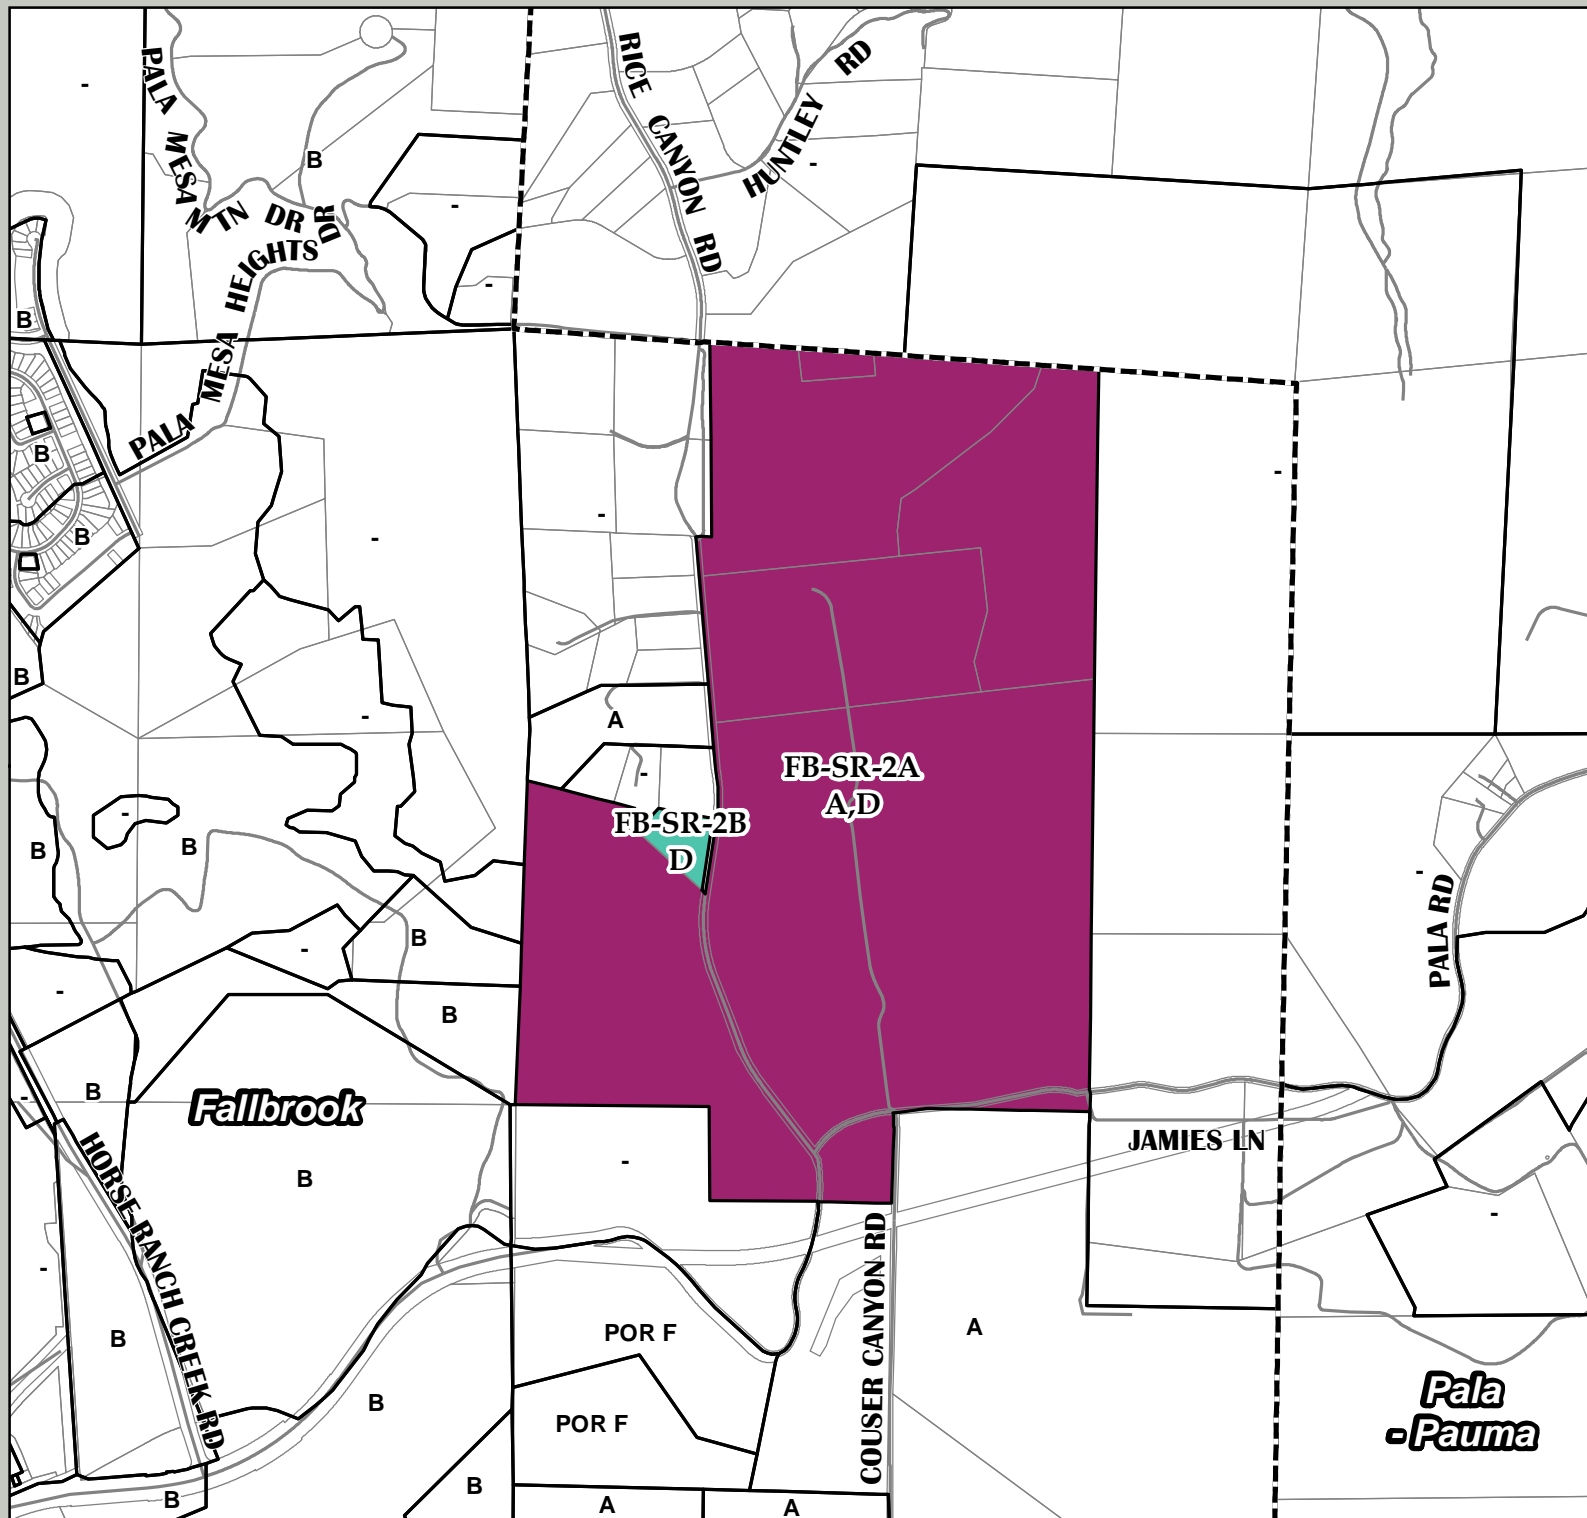 PALA MESA MTN DR
RICE CANYON RD
HUNTLEY RD
-
B
-
-
-
DR
PALA MESA HEIGHTS
B
B
B
-
-
-
B
-
A
-
FB-SR-2A
A,D
FB-SR-2B
D
B
-
B
-
PALA RD
B
-
-
B
B
-
Fallbrook
HORSE RANCH CREEK RD
B
-
JAMIES LN
-
-
B
POR F
A
COUSER CANYON RD
B
POR F
Pala
- Pauma
B
B
A
A